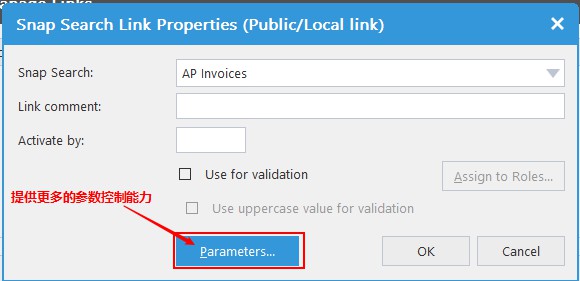 anage Links
Snap Search Link Properties (Public/Local link)
Snap Search:
AP Invoices
Link comment:
Activate by:
Use for validation
Assign to Roles...
提供更多的参数控制能力
Use uppercase value for validation
Parameters...
OK
Cancel